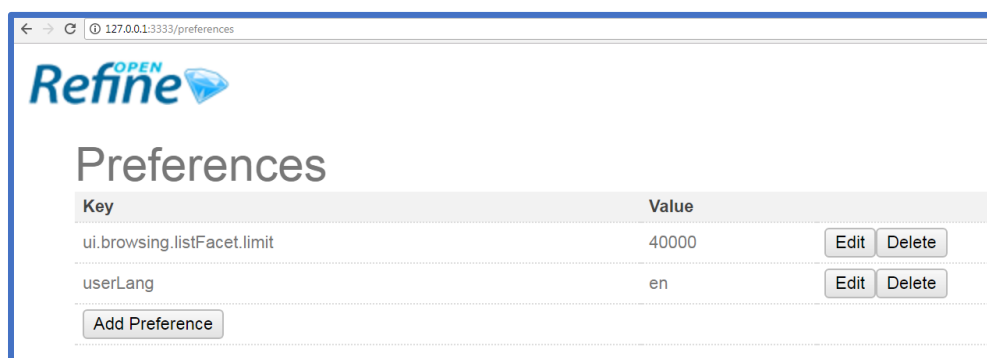 127.0.0.1:3333/preferences
OPEN
Refine
Preferences
Key Value
ui.browsing.listFacet.limit 40000 Edit Delete
userLang en Edit Delete
Add Preference